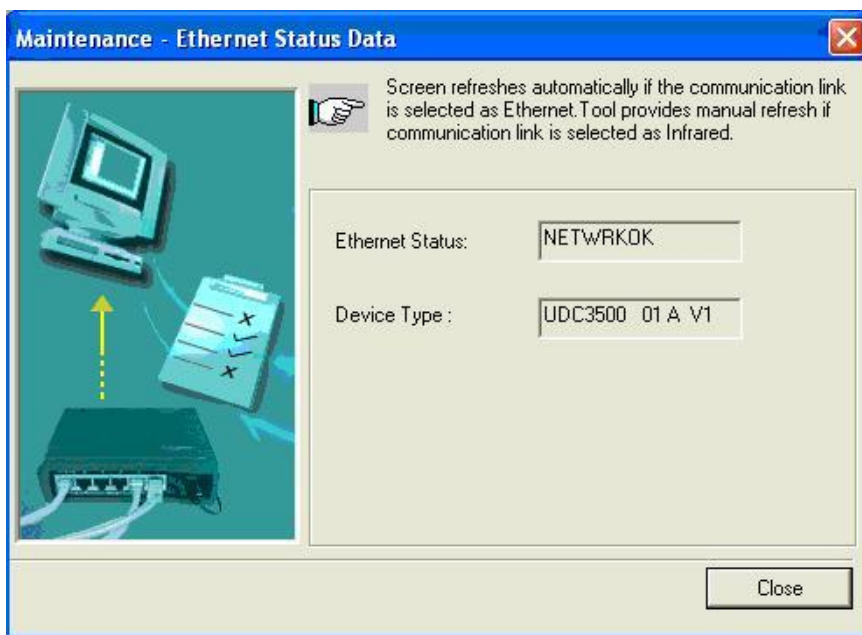 Maintenance - Ethernet Status Data
Screen refreshes automatically if the communication link
is selected as Ethernet.Tool provides manual refresh if
communication link is selected as Infrared.
Ethernet Status: NETWRKOK
Device Type : UDC3500 01 A V1
Close